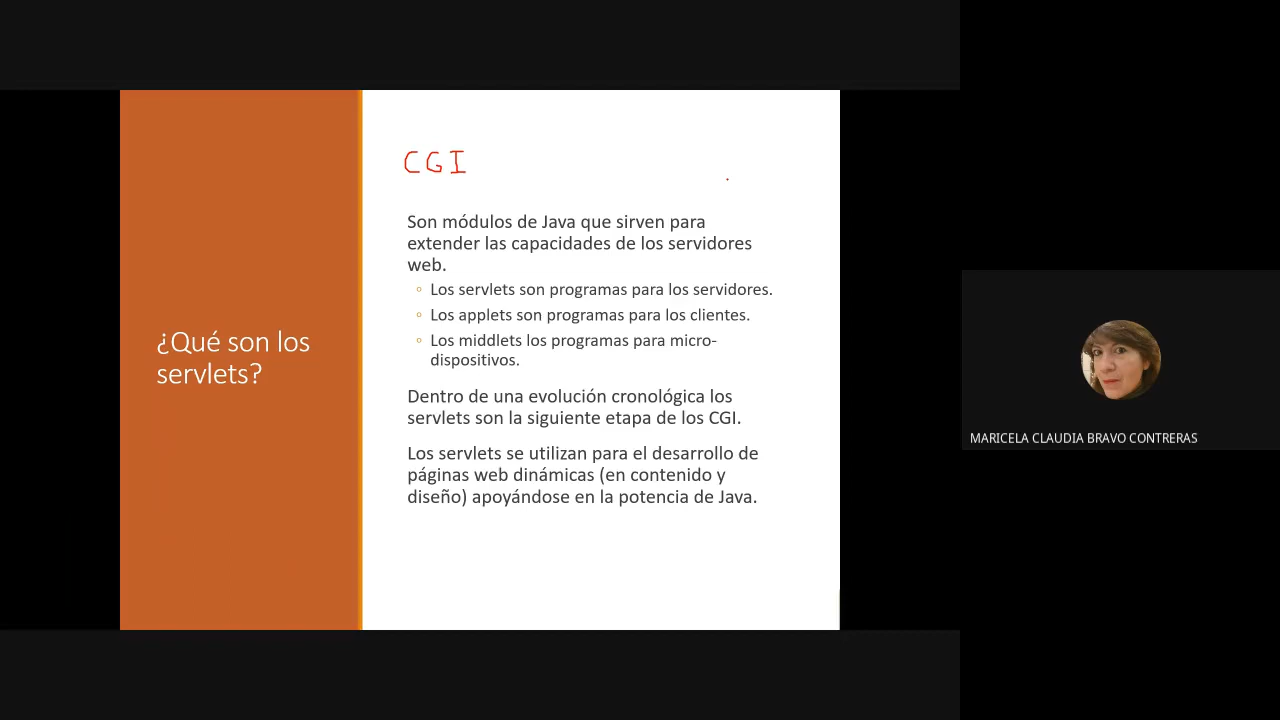 CGI
¿Qué son los
servlets?
Son módulos de Java que sirven para
extender las capacidades de los servidores
web.
Los servlets son programas para los servidores.
Los applets son programas para los clientes.
Los middlets los programas para micro-
dispositivos.
Dentro de una evolución cronológica los
servlets son la siguiente etapa de los CGI.
Los servlets se utilizan para el desarrollo de
páginas web dinámicas (en contenido y
diseño) apoyándose en la potencia de Java.
MARICELA CLAUDIA BRAVO CONTRERAS